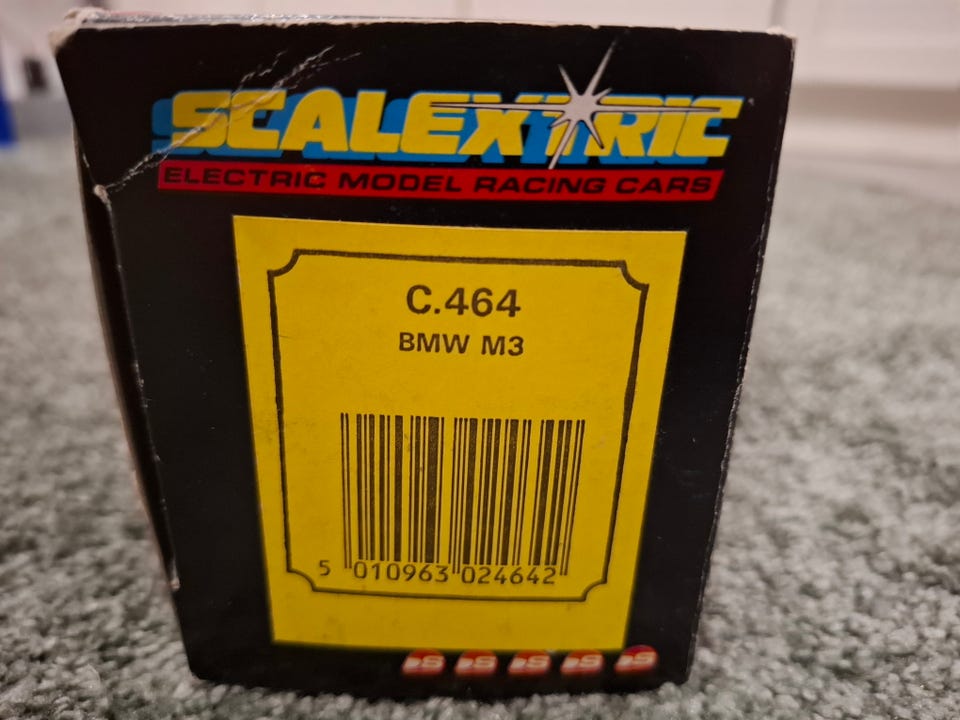 SCALEXTRIC
ELECTRIC MODEL RACING CARS
C.464
BMW M3
5 010963 024642